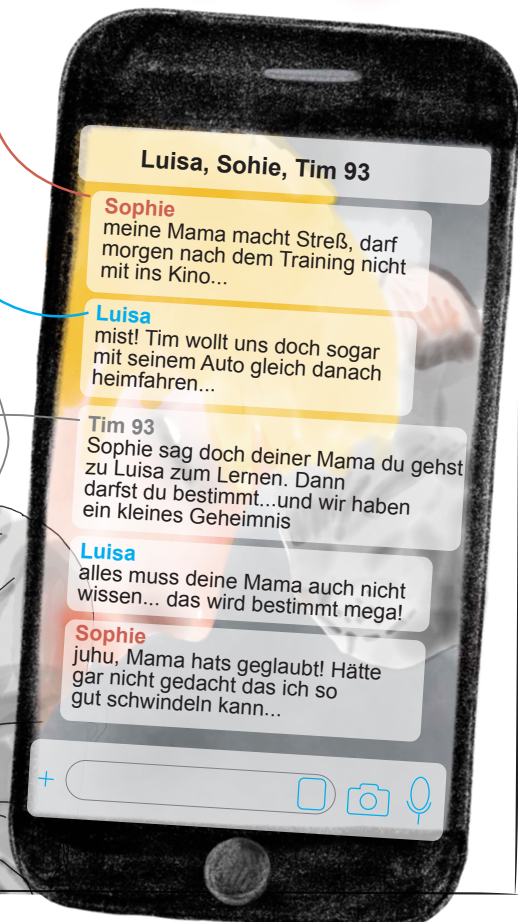 Luisa, Sohie, Tim 93
Sophie
meine Mama macht Streß, darf
morgen nach dem Training nicht
mit ins Kino...
Luisa
mist! Tim wollt uns doch sogar
mit seinem Auto gleich danach
heimfahren...
Tim 93
Sophie sag doch deiner Mama du gehst
zu Luisa zum Lernen. Dann
darfst du bestimmt...und wir haben
ein kleines Geheimnis
Luisa
alles muss deine Mama auch nicht
wissen... das wird bestimmt mega!
Sophie
juhu, Mama hats geglaubt! Hätte
gar nicht gedacht das ich so
gut schwindeln kann...